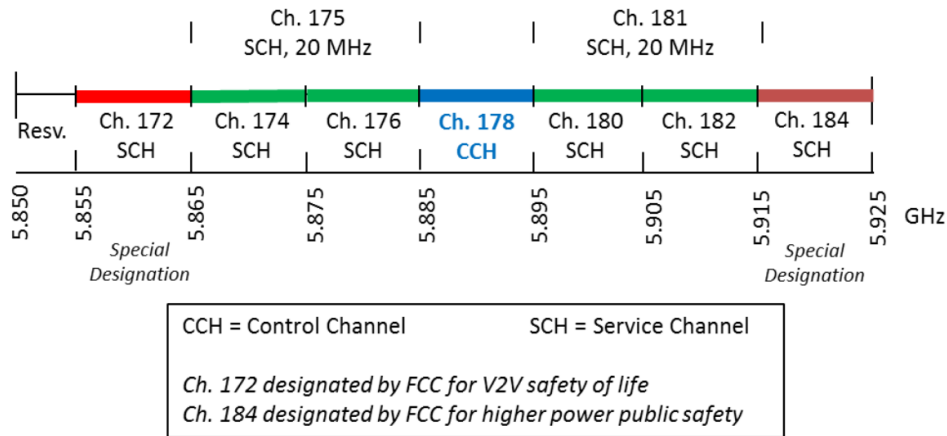 Ch. 175
SCH, 20 MHz
Ch. 181
SCH, 20 MHz
Resv.
Ch. 172
SCH
Ch. 174
SCH
Ch. 176
SCH
Ch. 178
CCH
Ch. 180
SCH
Ch. 182
SCH
Ch. 184
SCH
5.850
5.855
5.865
5.875
5.885
5.895
5.905
5.915
5.925
GHz
Special
Designation
Special
Designation
CCH = Control Channel SCH = Service Channel
Ch. 172 designated by FCC for V2V safety of life
Ch. 184 designated by FCC for higher power public safety